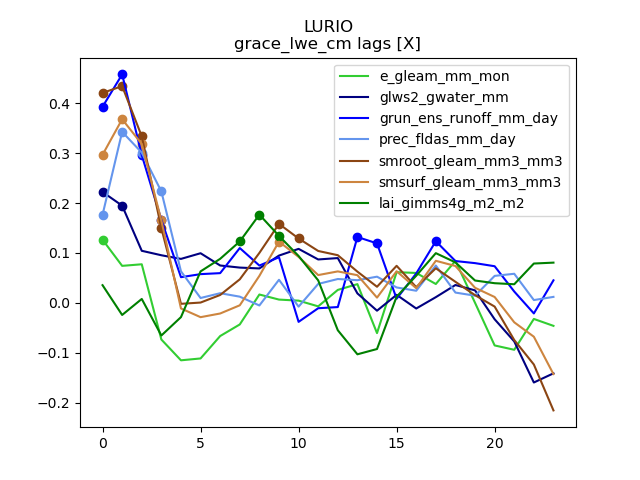 LURIO
grace_lwe_cm lags [X]
e_gleam_mm_mon
glws2_gwater_mm
grun_ens_runoff_mm_day
prec_fldas_mm_day
smroot_gleam_mm3_mm3
smsurf_gleam_mm3_mm3
lai_gimms4g_m2_m2
0.4
0.3
0.2
0.1
0.0
−0.1
−0.2
0 5 10 15 20